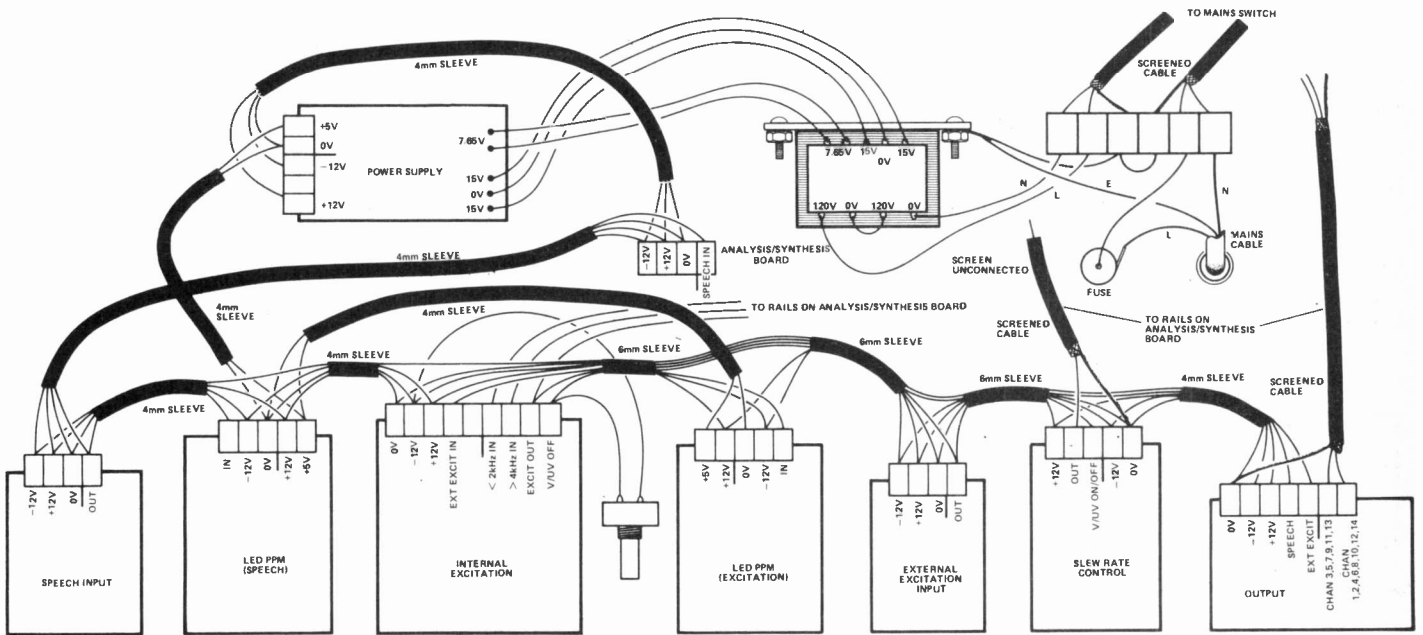 TO MAINS SWITCH
4mm SLEEVE
SCREENED
CABLE
+5V
0V
−12V
+12V
POWER SUPPLY
7.65V
15V
0V
15V
7.65V
15V
0V
15V
120V
0V
120V
0V
N
L
E
N
L
MAINS
CABLE
FUSE
4mm SLEEVE
−12V
+12V
0V
SPEECH IN
ANALYSIS/SYNTHESIS
BOARD
SCREEN
UNCONNECTED
4mm
SLEEVE
4mm SLEEVE
TO RAILS ON ANALYSIS/SYNTHESIS BOARD
SCREENED
CABLE
TO RAILS ON
ANALYSIS/SYNTHESIS
BOARD
4mm SLEEVE
4mm SLEEVE
6mm SLEEVE
6mm SLEEVE
6mm SLEEVE
4mm SLEEVE
SCREENED
CABLE
−12V
+12V
0V
OUT
SPEECH INPUT
IN
−12V
0V
+12V
+5V
LED PPM
(SPEECH)
0V
−12V
+12V
EXT EXCIT IN
< 2kHz IN
> 4kHz IN
EXCIT OUT
V/UV OFF
INTERNAL
EXCITATION
+5V
+12V
0V
−12V
IN
LED PPM
(EXCITATION)
−12V
+12V
0V
OUT
EXTERNAL
EXCITATION
INPUT
+12V
OUT
V/UV ON/OFF
−12V
0V
SLEW RATE
CONTROL
0V
−12V
+12V
SPEECH
EXT EXCIT
CHAN 3,5,7,9,11,13
CHAN
1,2,4,6,8,10,12,14
OUTPUT